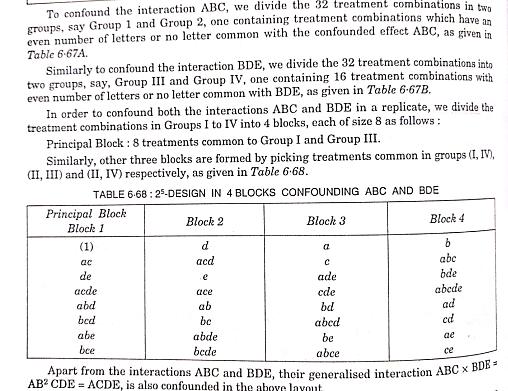 To confound the interaction ABC, we divide the 32 treatment combinations in two
groups, say Group 1 and Group 2, one containing treatment combinations which have an
even number of letters or no letter common with the confounded effect ABC, as given in
Table 6·67A.
Similarly to confound the interaction BDE, we divide the 32 treatment combinations into
two groups, say, Group III and Group IV, one containing 16 treatment combinations with
even number of letters or no letter common with BDE, as given in Table 6·67B.
In order to confound both the interactions ABC and BDE in a replicate, we divide the
treatment combinations in Groups I to IV into 4 blocks, each of size 8 as follows :
Principal Block : 8 treatments common to Group I and Group III.
Similarly, other three blocks are formed by picking treatments common in groups (I, IV),
(II, III) and (II, IV) respectively, as given in Table 6·68.
TABLE 6·68 : 2⁵-DESIGN IN 4 BLOCKS CONFOUNDING ABC AND BDE
Principal Block
Block 1 Block 2 Block 3 Block 4
(1) d a b
ac acd c abc
de e ade bde
acde ace cde abcde
abd ab bd ad
bcd bc abcd cd
abe abde be ae
bce bcde abce ce
Apart from the interactions ABC and BDE, their generalised interaction ABC × BDE =
AB² CDE = ACDE, is also confounded in the above layout.